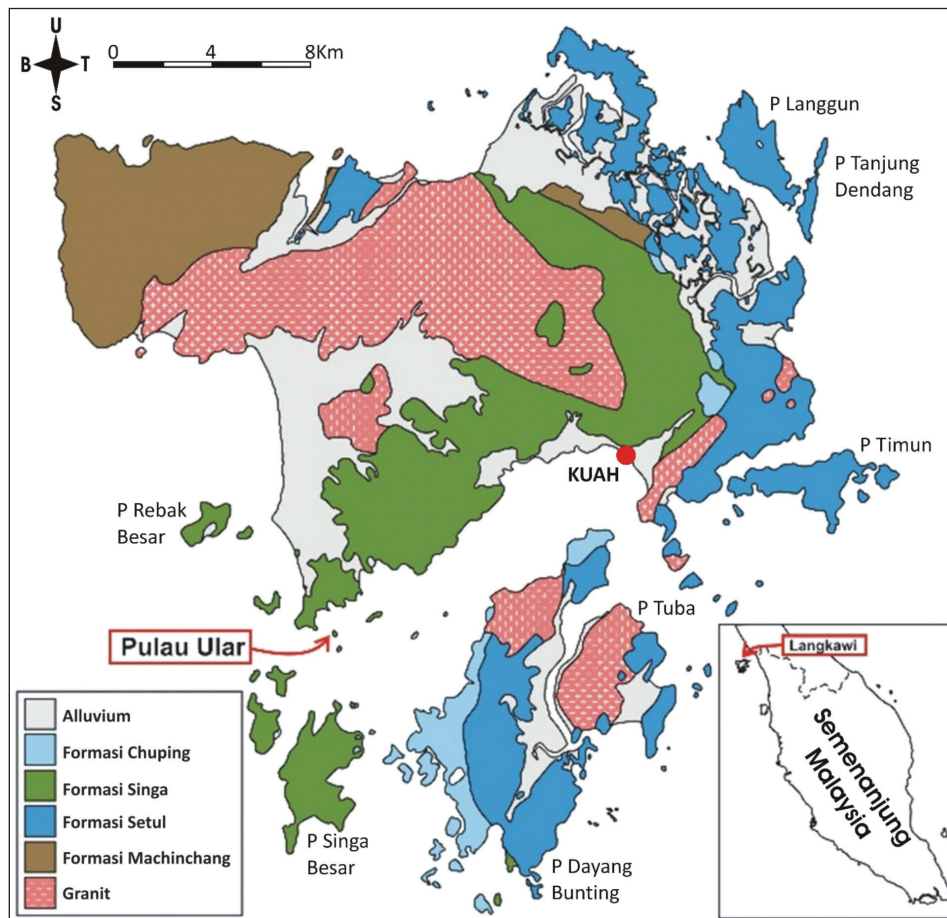 U
B T
S
0 4 8Km
P Langgun
P Tanjung
Dendang
P Timun
KUAH
P Rebak
Besar
P Tuba
Pulau Ular
Langkawi
Semenanjung
Malaysia
Alluvium
Formasi Chuping
Formasi Singa
Formasi Setul
Formasi Machinchang
Granit
P Singa
Besar
P Dayang
Bunting